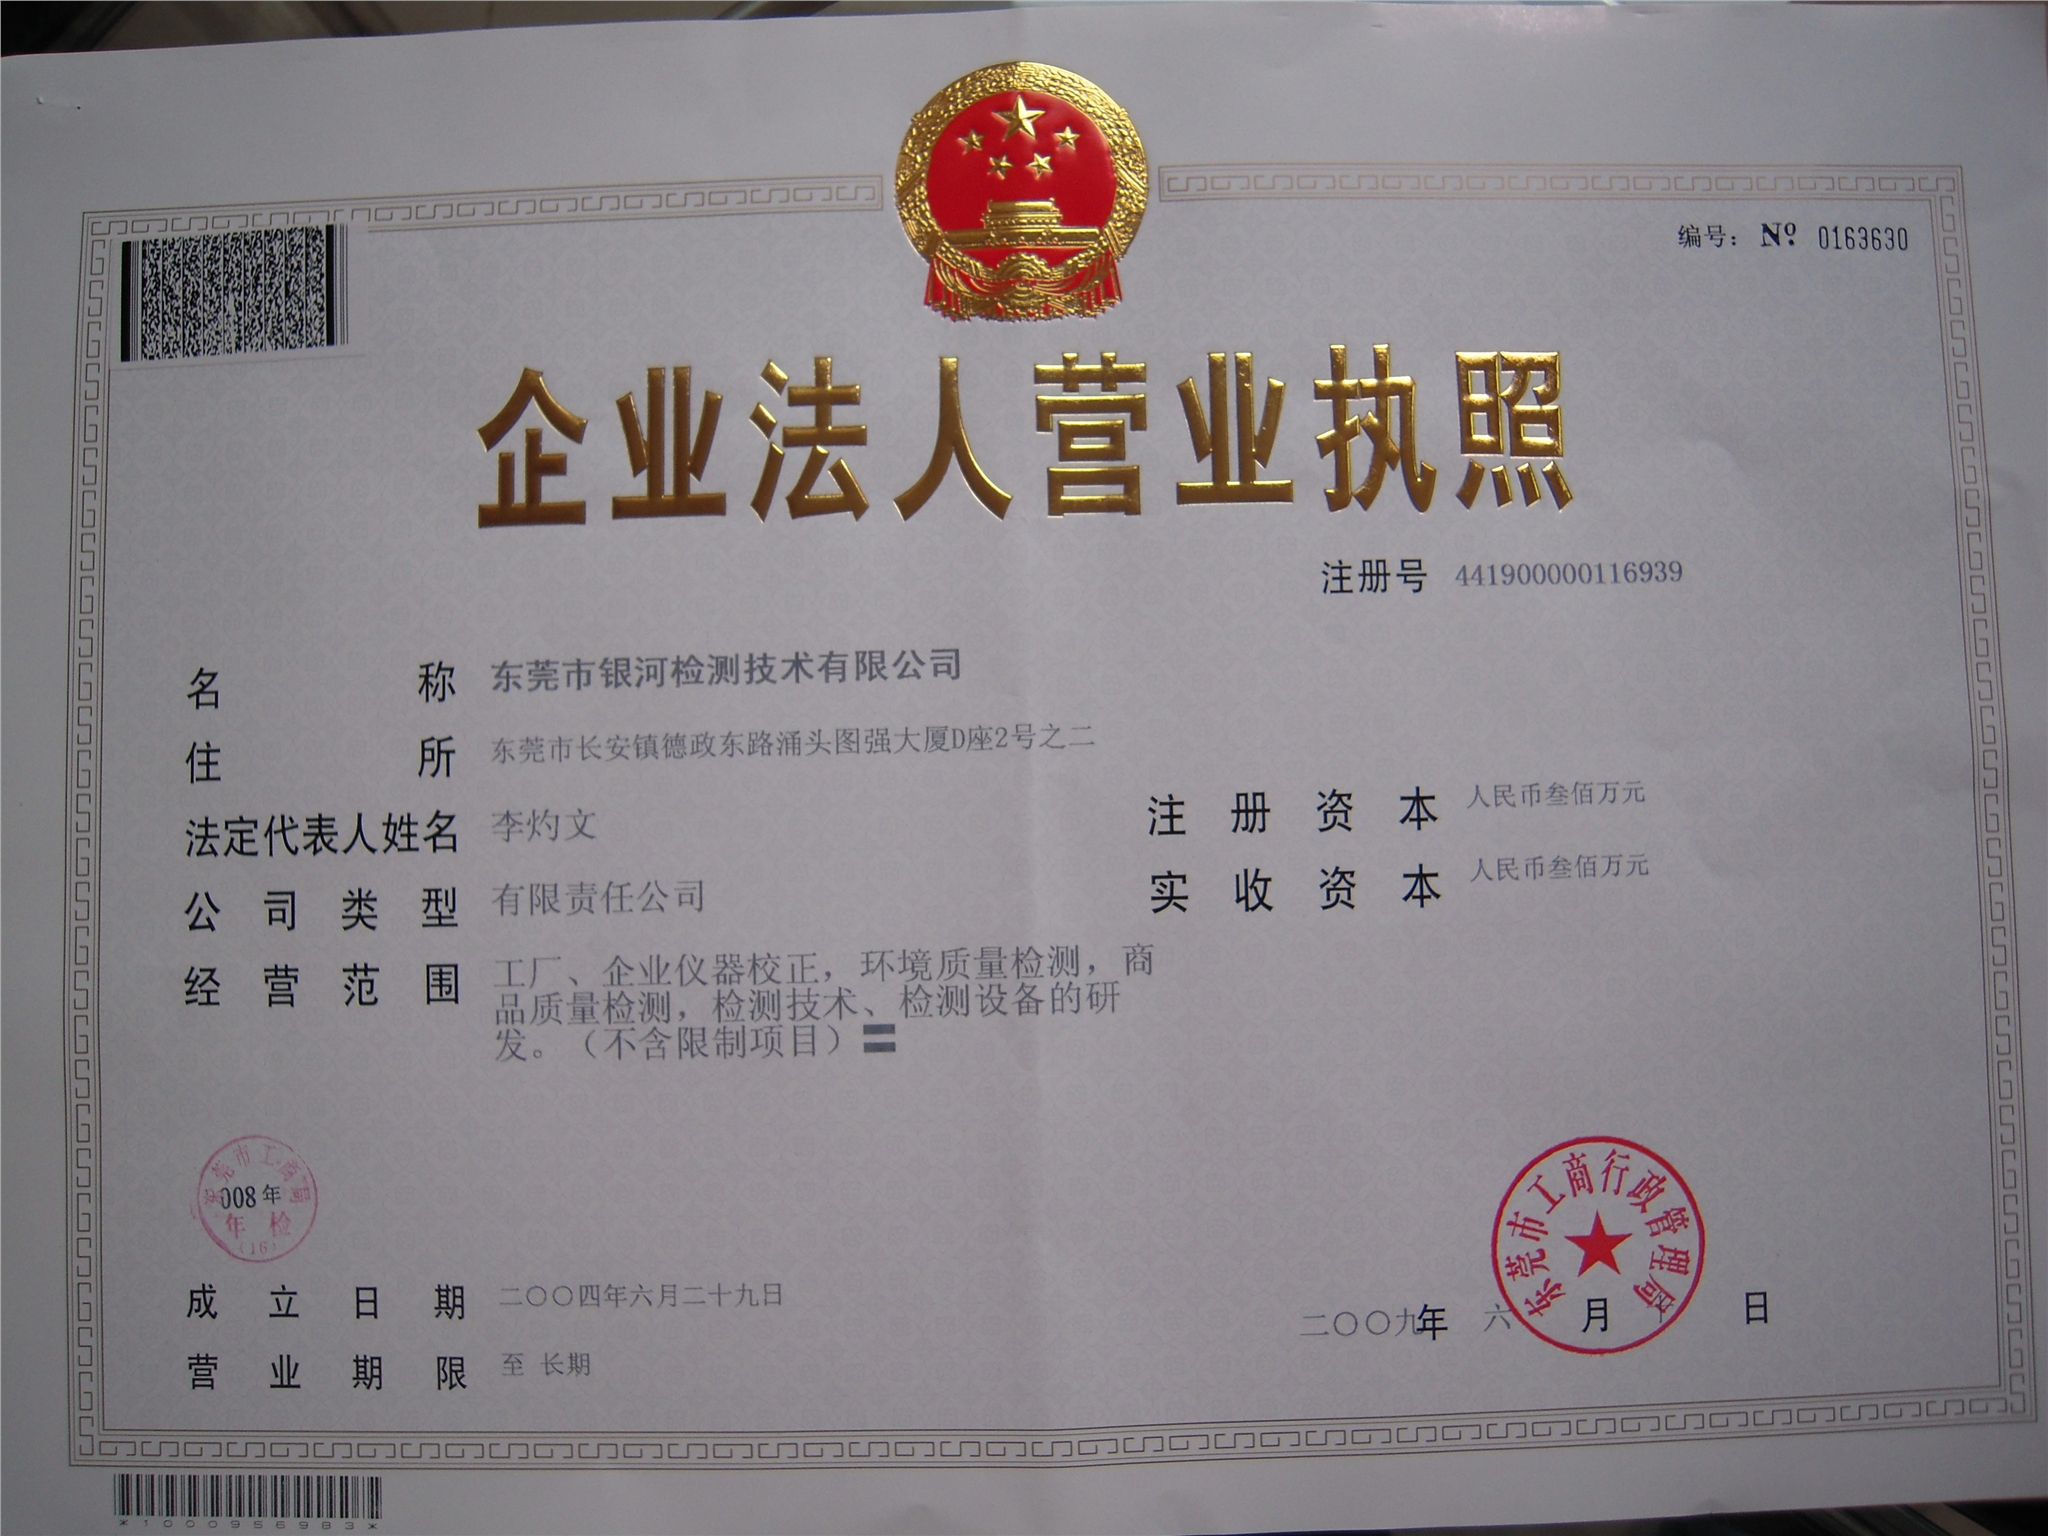 编号： Nº 0163630
企业法人营业执照
注册号 441900000116939
名称 东莞市银河检测技术有限公司
住所 东莞市长安镇德政东路涌头图强大厦D座2号之二
法定代表人姓名 李灼文
注册资本 人民币叁佰万元
公司类型 有限责任公司
实收资本 人民币叁佰万元
经营范围 工厂、企业仪器校正，环境质量检测，商
品质量检测，检测技术、检测设备的研
发。（不含限制项目）〓
东莞市工商局
008年
年检
(16)
东莞市工商行政管理局
成立日期 二〇〇四年六月二十九日
二〇〇九年 六 月 日
营业期限 至 长期
*1000956983*